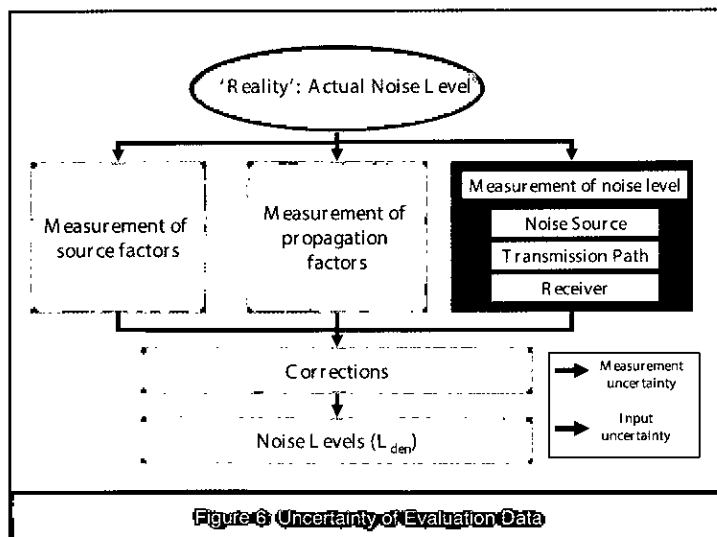 'Reality': Actual Noise Level
Measurement of
source factors
Measurement of
propagation
factors
Measurement of noise level
Noise Source
Transmission Path
Receiver
Corrections
Noise Levels (Lden)
Measurement
uncertainty
Input
uncertainty
Figure 6: Uncertainty of Evaluation Data